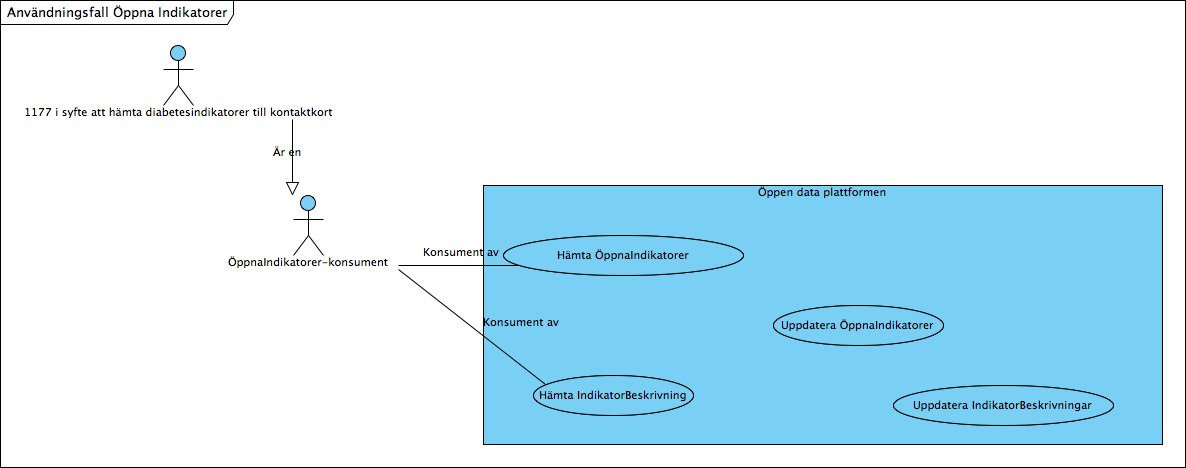 Användningsfall Öppna Indikatorer
1177 i syfte att hämta diabetesindikatorer till kontaktkort
Är en
Öppen data plattformen
ÖppnaIndikatorer-konsument
Konsument av
Hämta ÖppnaIndikatorer
Konsument av
Uppdatera ÖppnaIndikatorer
Hämta IndikatorBeskrivning
Uppdatera IndikatorBeskrivningar